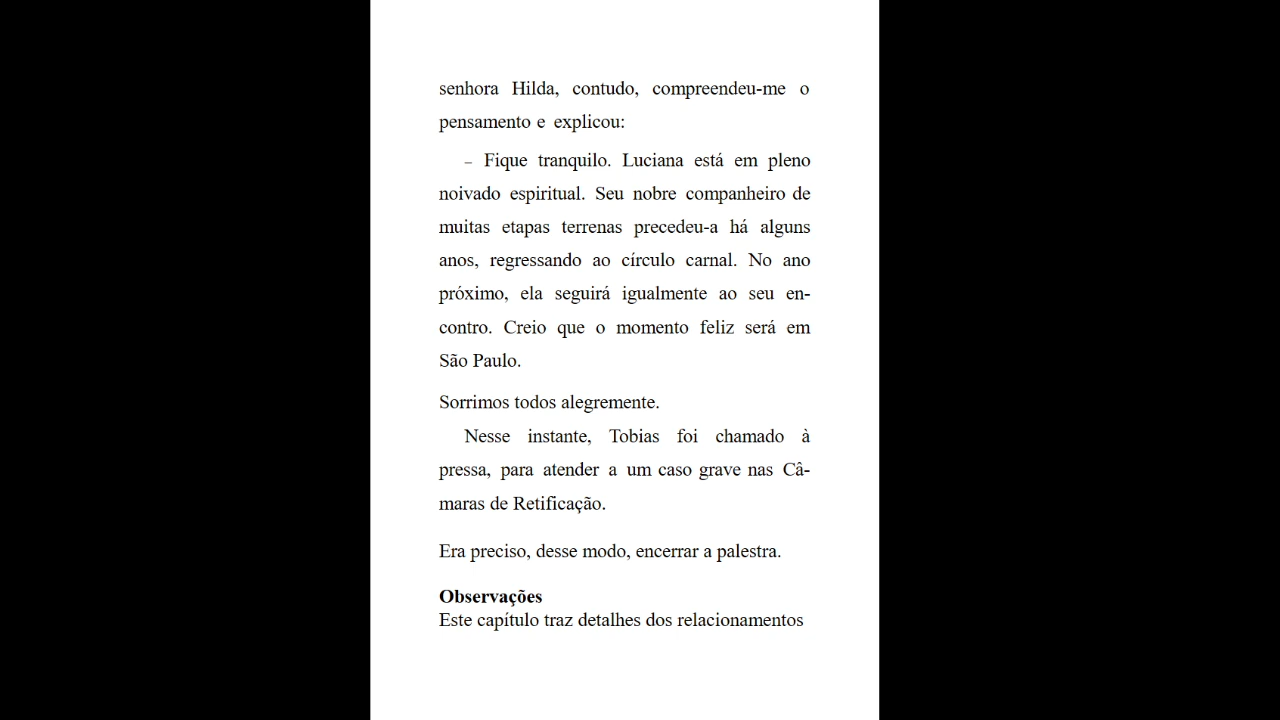 senhora Hilda, contudo, compreendeu-me o
pensamento e explicou:
– Fique tranquilo. Luciana está em pleno
noivado espiritual. Seu nobre companheiro de
muitas etapas terrenas precedeu-a há alguns
anos, regressando ao círculo carnal. No ano
próximo, ela seguirá igualmente ao seu en-
contro. Creio que o momento feliz será em
São Paulo.
Sorrimos todos alegremente.
Nesse instante, Tobias foi chamado à
pressa, para atender a um caso grave nas Câ-
maras de Retificação.
Era preciso, desse modo, encerrar a palestra.
Observações
Este capítulo traz detalhes dos relacionamentos